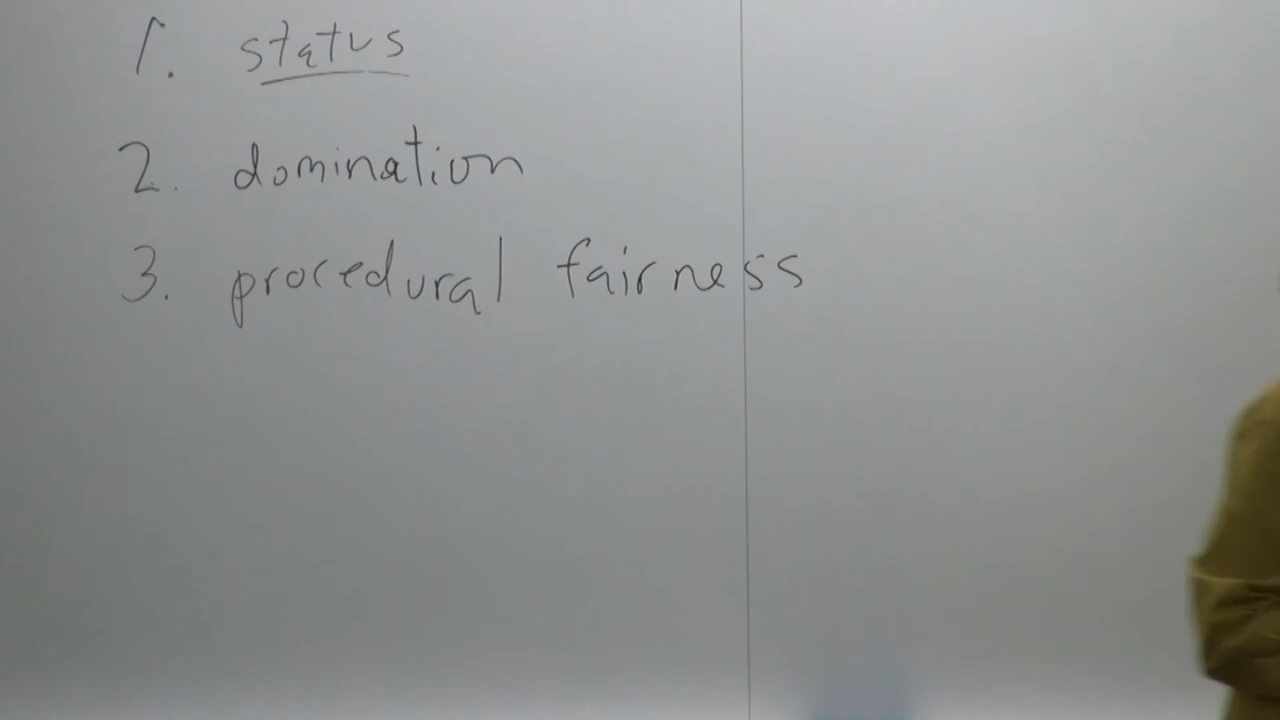 1. status
2. domination
3. procedural fairness